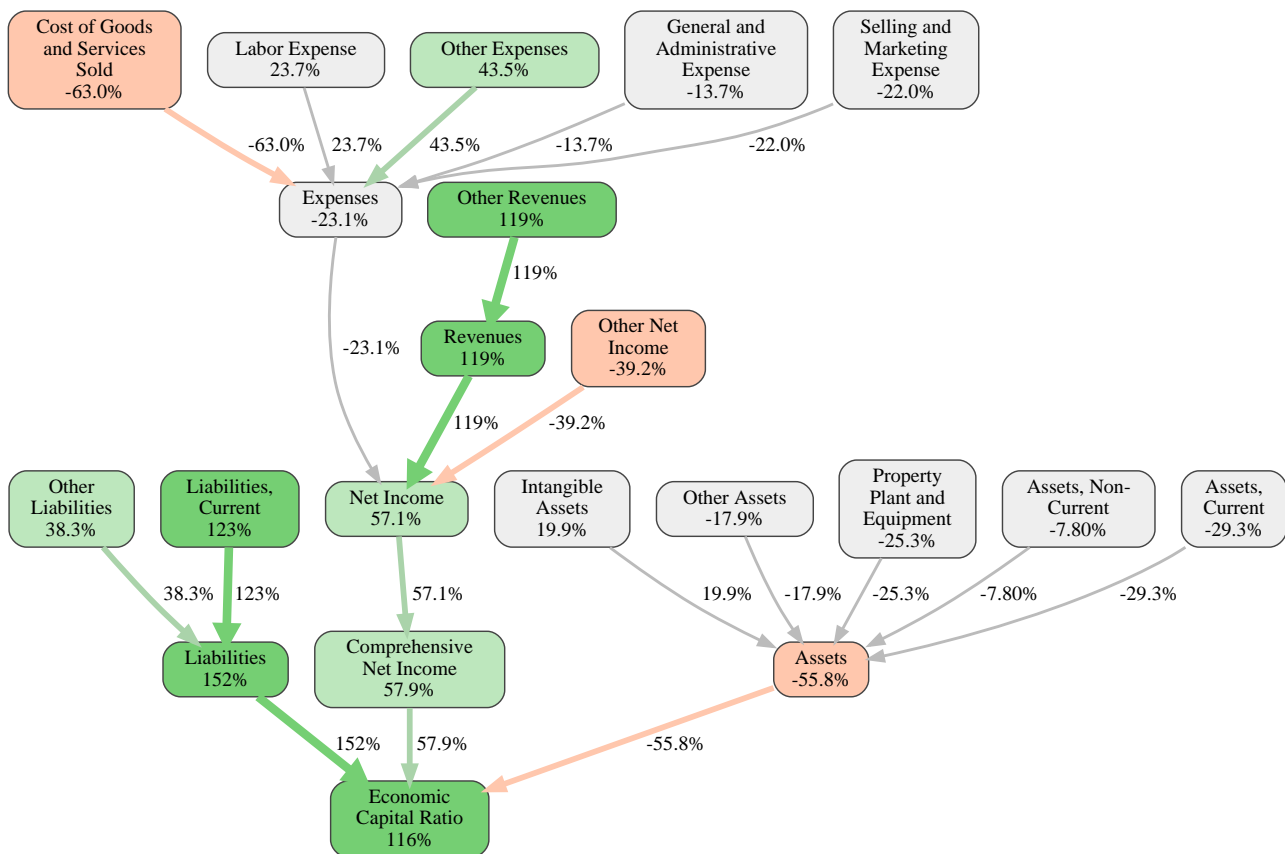 Cost of Goods
and Services
Sold
-63.0%
Labor Expense
23.7%
Other Expenses
43.5%
General and
Administrative
Expense
-13.7%
Selling and
Marketing
Expense
-22.0%
-63.0%
23.7%
43.5%
-13.7%
-22.0%
Expenses
-23.1%
Other Revenues
119%
119%
-23.1%
Revenues
119%
Other Net
Income
-39.2%
119%
-39.2%
Other
Liabilities
38.3%
Liabilities,
Current
123%
Net Income
57.1%
Intangible
Assets
19.9%
Other Assets
-17.9%
Property
Plant and
Equipment
-25.3%
Assets, Non-
Current
-7.80%
Assets,
Current
-29.3%
38.3%
123%
57.1%
19.9%
-17.9%
-25.3%
-7.80%
-29.3%
Liabilities
152%
Comprehensive
Net Income
57.9%
Assets
-55.8%
152%
57.9%
-55.8%
Economic
Capital Ratio
116%